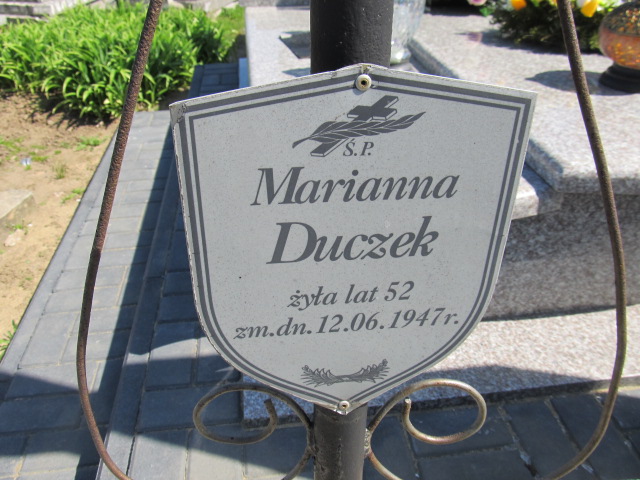 Ś.P.
Marianna
Duczek
żyła lat 52
zm.dn.12.06.1947r.